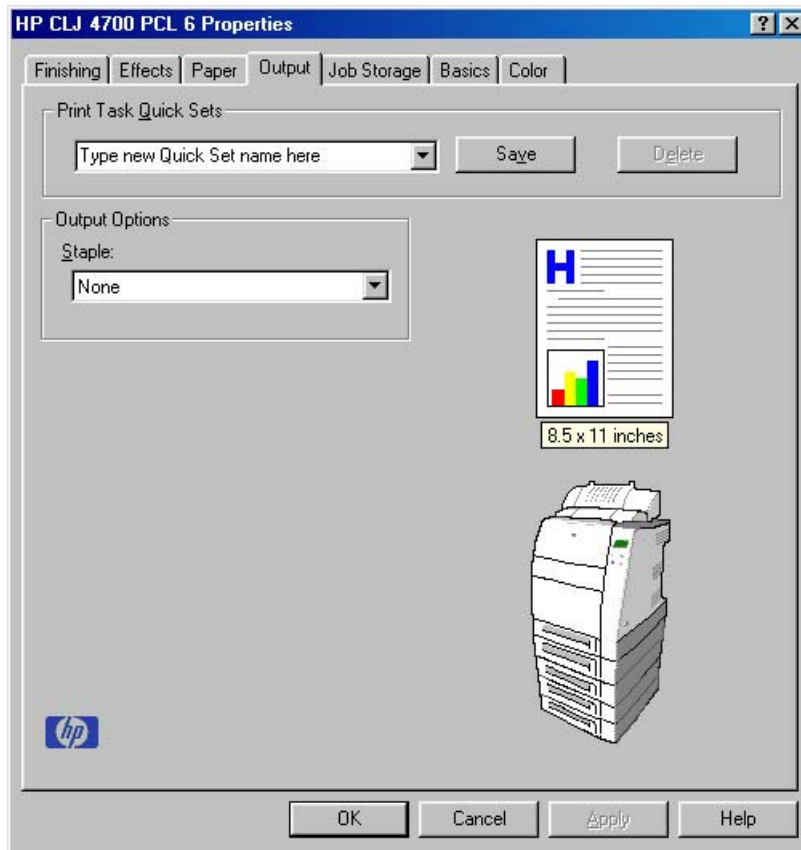 HP CLJ 4700 PCL 6 Properties
Finishing Effects Paper Output Job Storage Basics Color
Print Task Quick Sets
Type new Quick Set name here Save Delete
Output Options
Staple:
None
H
8.5 x 11 inches
hp
OK Cancel Apply Help